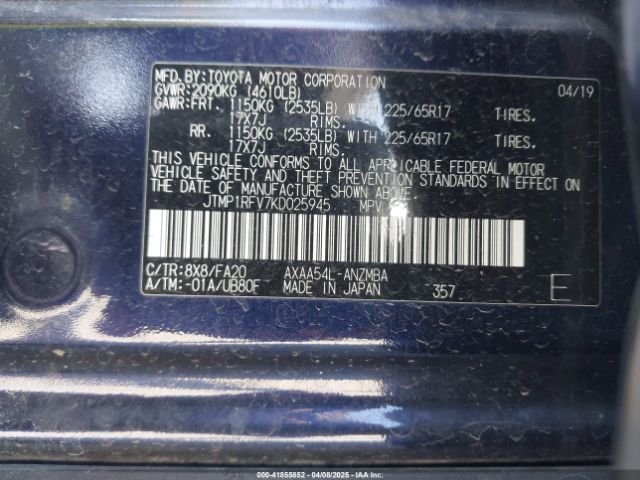 MFD. BY: TOYOTA MOTOR CORPORATION 04/19
GVWR: 2090KG (4610LB)
GAWR: FRT. 1150KG (2535LB) WITH 225/65R17 TIRES.
17X7J RIMS.
RR. 1150KG (2535LB) WITH 225/65R17 TIRES.
17X7J RIMS.
THIS VEHICLE CONFORMS TO ALL APPLICABLE FEDERAL MOTOR
VEHICLE SAFETY AND THEFT PREVENTION STANDARDS IN EFFECT ON
THE DATE OF MANUFACTURE SHOWN ABOVE.
JTMP1RFV7KD025945 MPV
C/TR: 8X8/FA20 AXAA54L-ANZMBA
A/TM: -01A/UB80F MADE IN JAPAN 357 E
000-41855852 04/08/2025 IAA Inc.